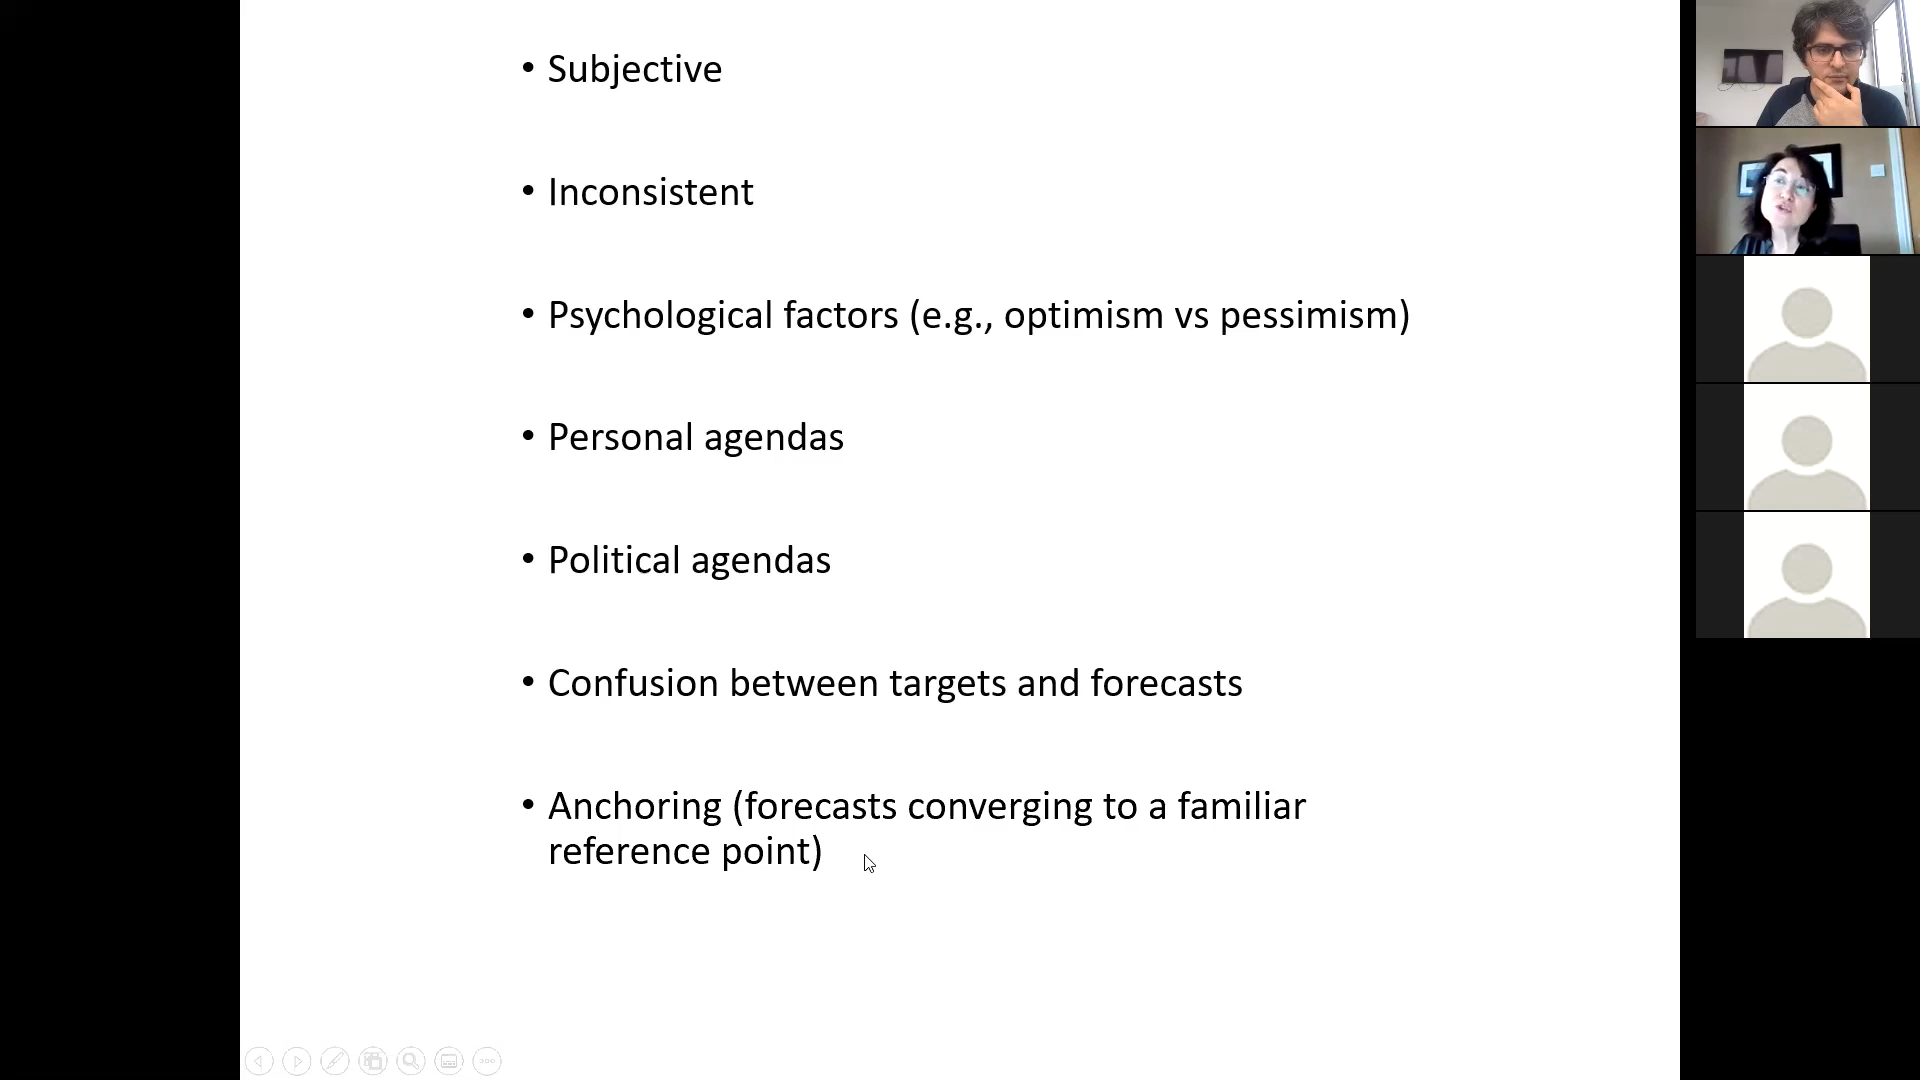 • Subjective
• Inconsistent
• Psychological factors (e.g., optimism vs pessimism)
• Personal agendas
• Political agendas
• Confusion between targets and forecasts
• Anchoring (forecasts converging to a familiar
reference point)